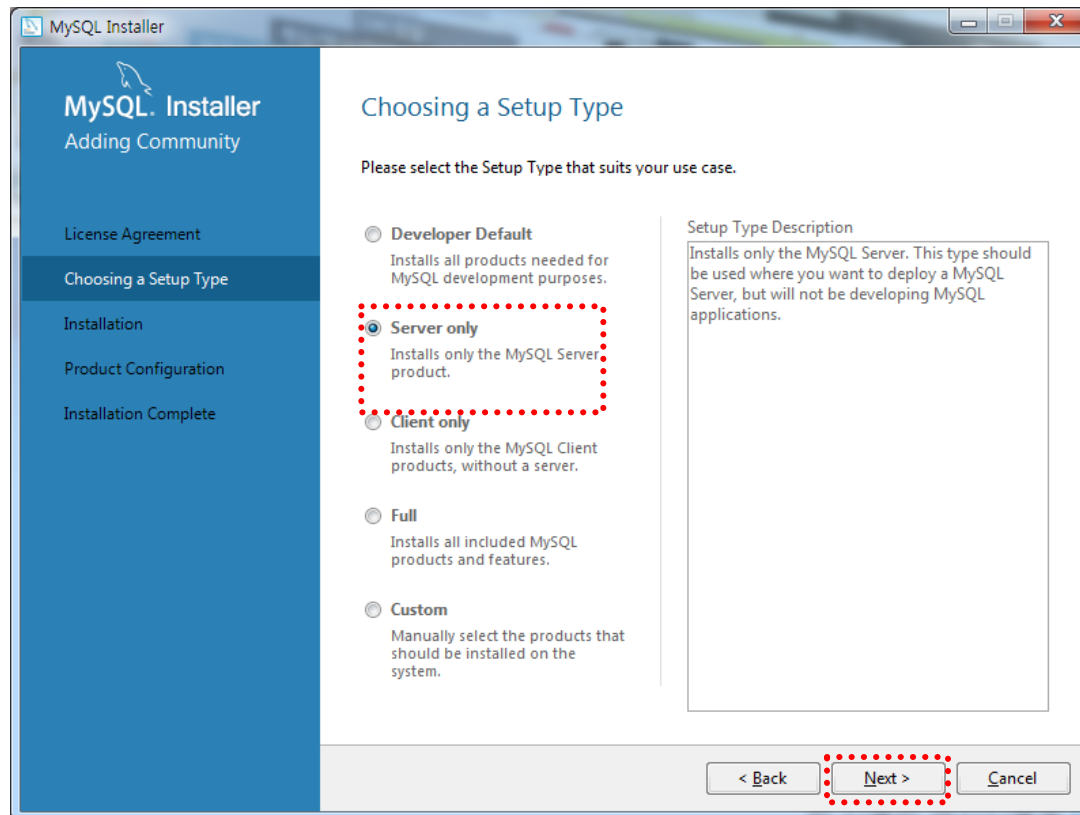 MySQL Installer
MySQL. Installer
Adding Community
License Agreement
Choosing a Setup Type
Installation
Product Configuration
Installation Complete
Choosing a Setup Type
Please select the Setup Type that suits your use case.
Developer Default
Installs all products needed for
MySQL development purposes.
Server only
Installs only the MySQL Server
product.
Client only
Installs only the MySQL Client
products, without a server.
Full
Installs all included MySQL
products and features.
Custom
Manually select the products that
should be installed on the
system.
Setup Type Description
Installs only the MySQL Server. This type should
be used where you want to deploy a MySQL
Server, but will not be developing MySQL
applications.
< Back
Next >
Cancel